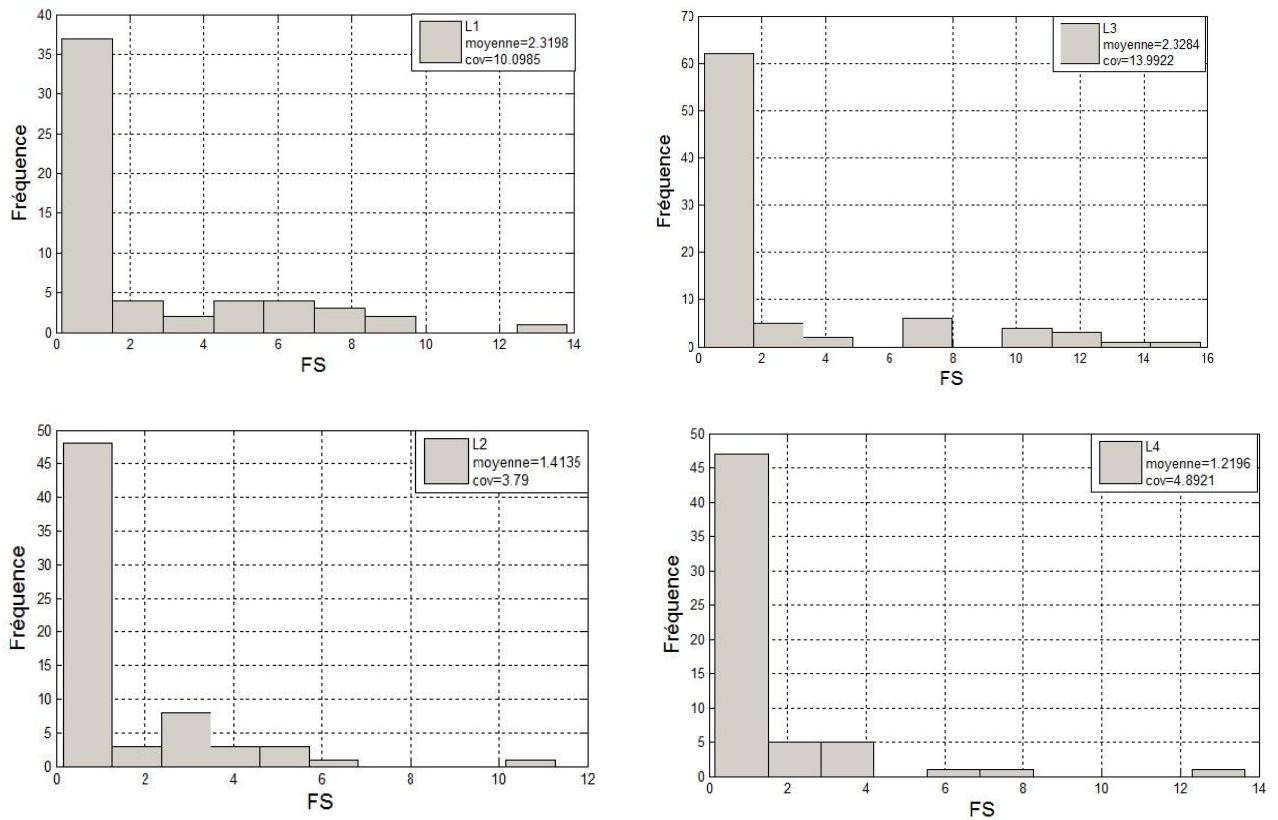 40
35
30
25
20
15
10
5
0
Fréquence
0 2 4 6 8 10 12 14
FS
L1
moyenne=2.3198
cov=10.0985
70
60
50
40
30
20
10
0
Fréquence
0 2 4 6 8 10 12 14 16
FS
L3
moyenne=2.3284
cov=13.9922
50
45
40
35
30
25
20
15
10
5
0
Fréquence
0 2 4 6 8 10 12
FS
L2
moyenne=1.4135
cov=3.79
50
45
40
35
30
25
20
15
10
5
0
Fréquence
0 2 4 6 8 10 12 14
FS
L4
moyenne=1.2196
cov=4.8921